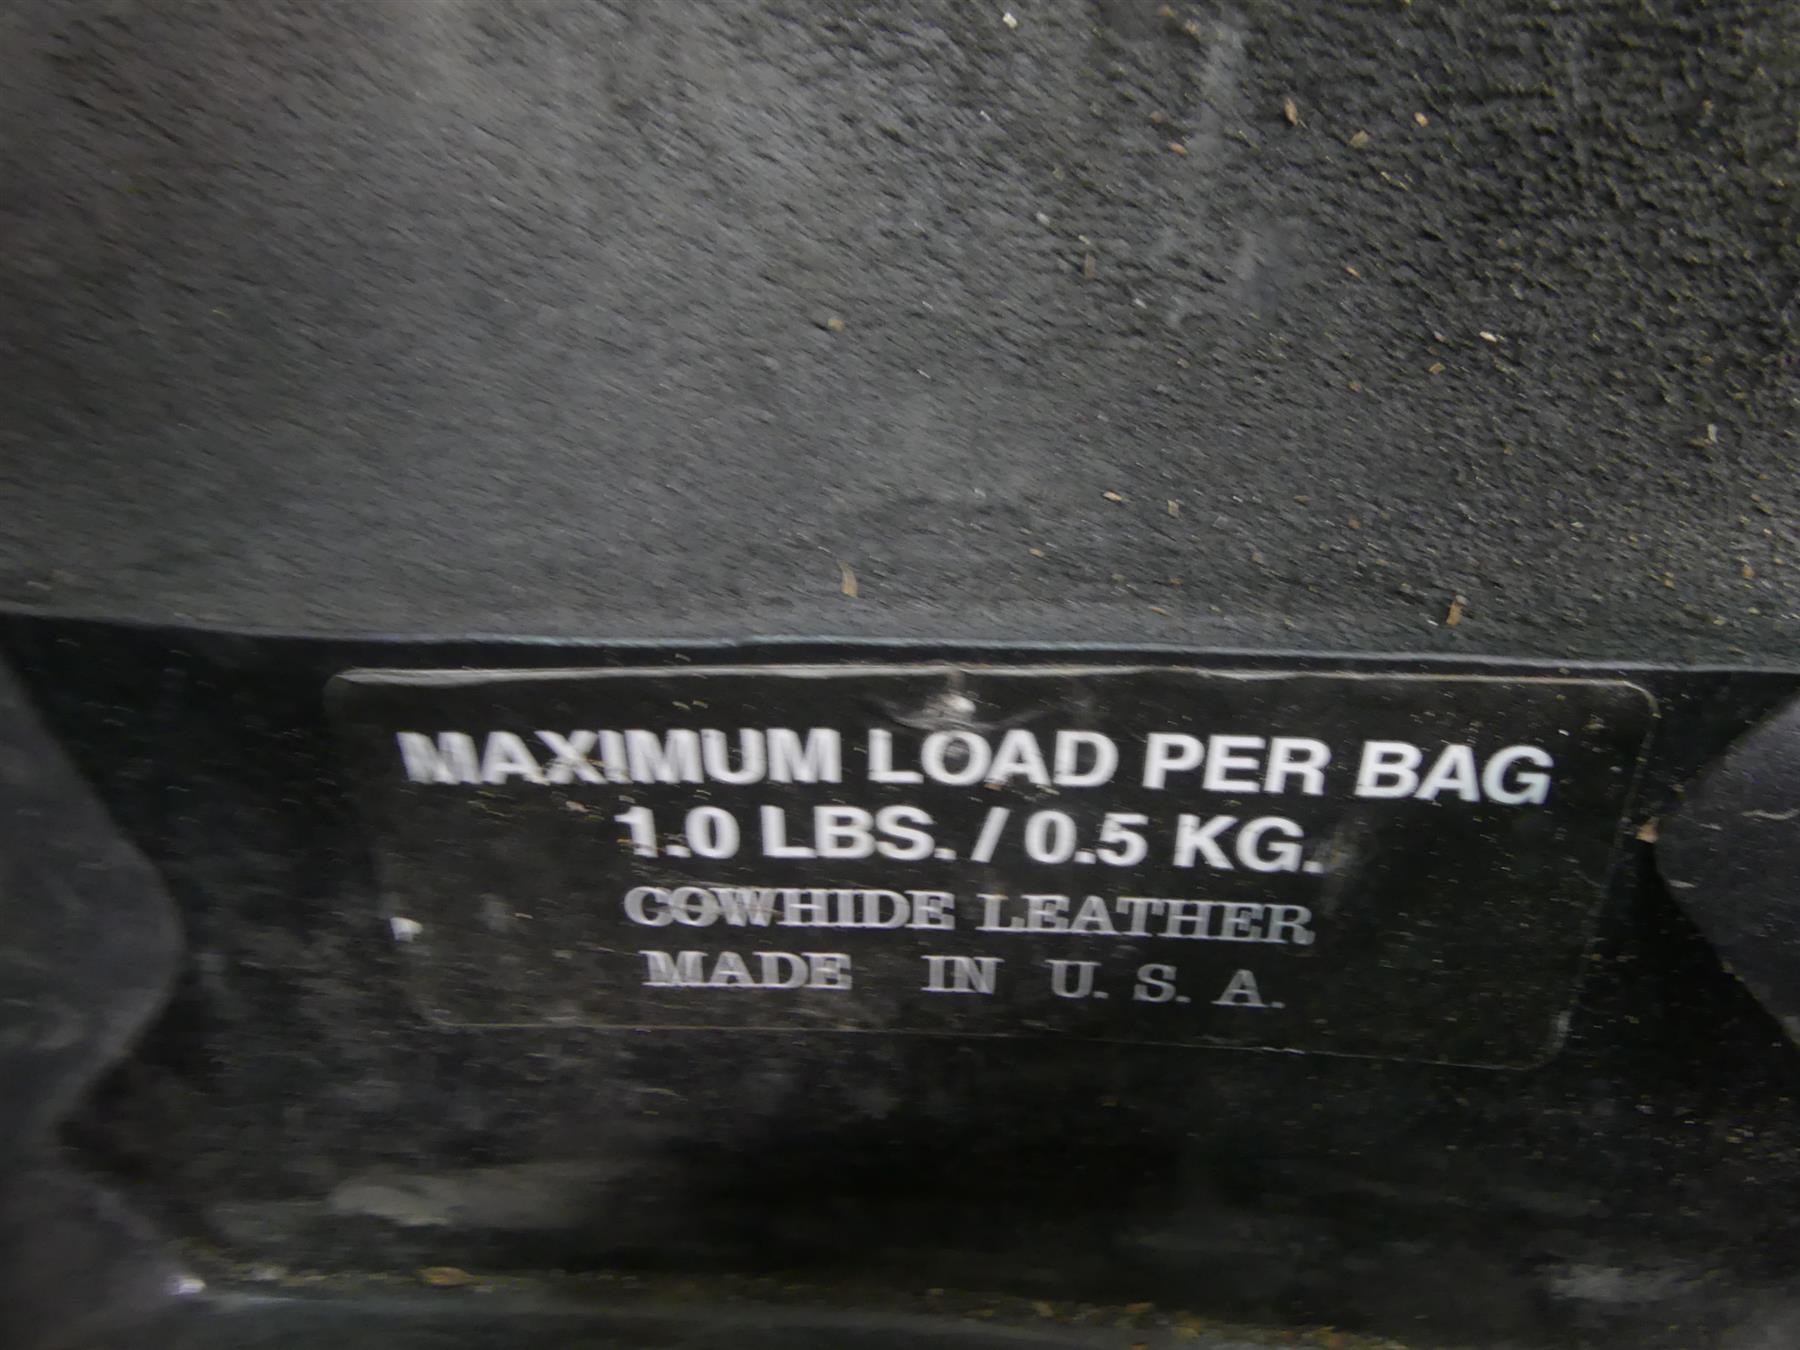 MAXIMUM LOAD PER BAG
1.0 LBS. / 0.5 KG.
COWHIDE LEATHER
MADE IN U. S. A.